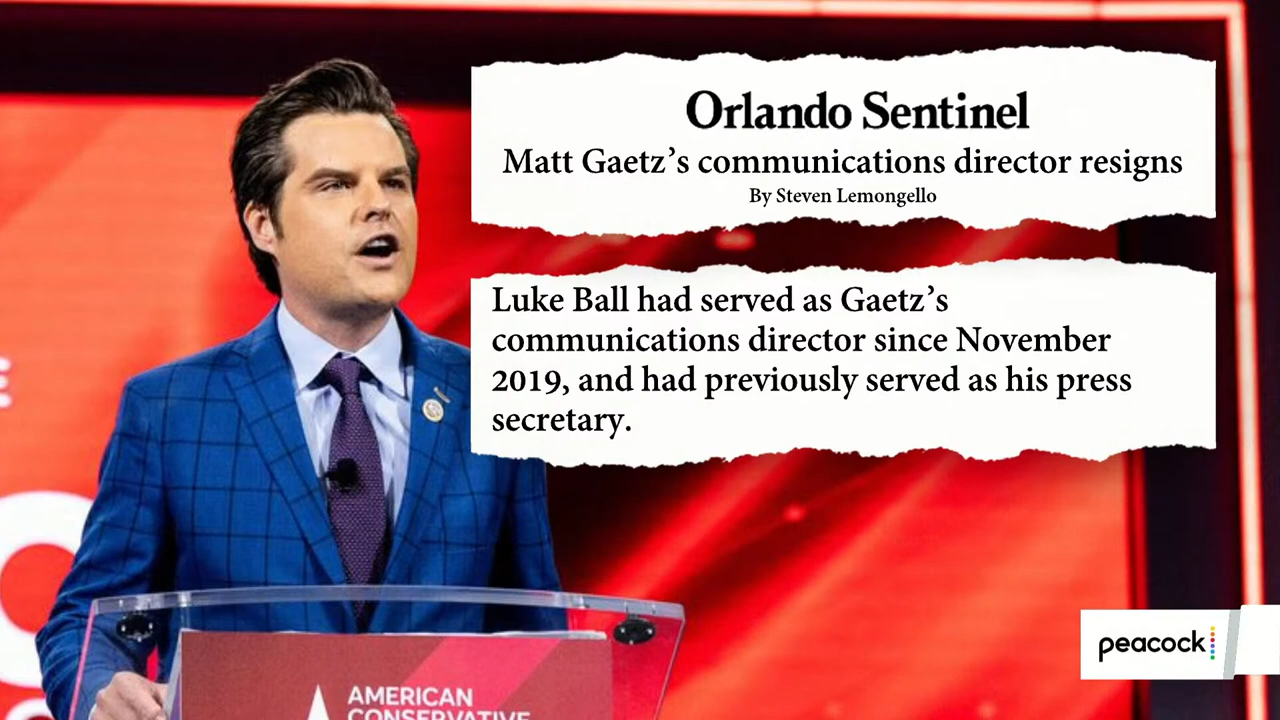 Orlando Sentinel
Matt Gaetz’s communications director resigns
By Steven Lemongello
Luke Ball had served as Gaetz’s
communications director since November
2019, and had previously served as his press
secretary.
peacock
AMERICAN
CONSERVATIVE